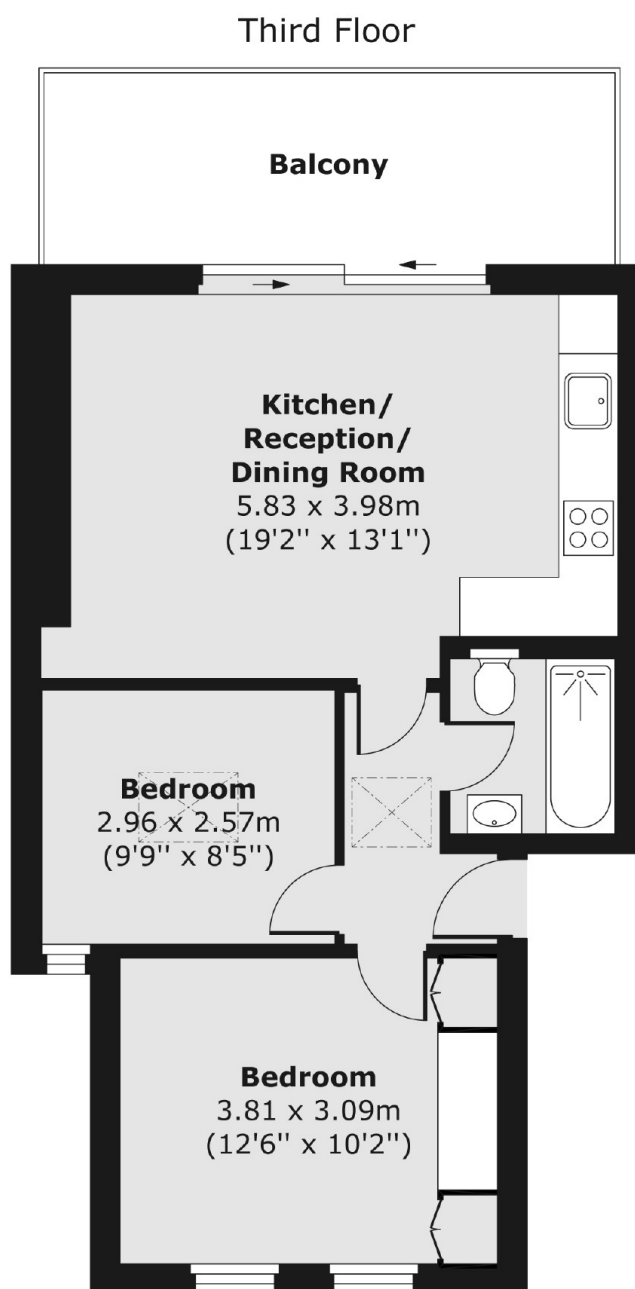 Third Floor
Balcony
Kitchen/
Reception/
Dining Room
5.83 x 3.98m
(19'2'' x 13'1'')
Bedroom
2.96 x 2.57m
(9'9'' x 8'5'')
Bedroom
3.81 x 3.09m
(12'6'' x 10'2'')